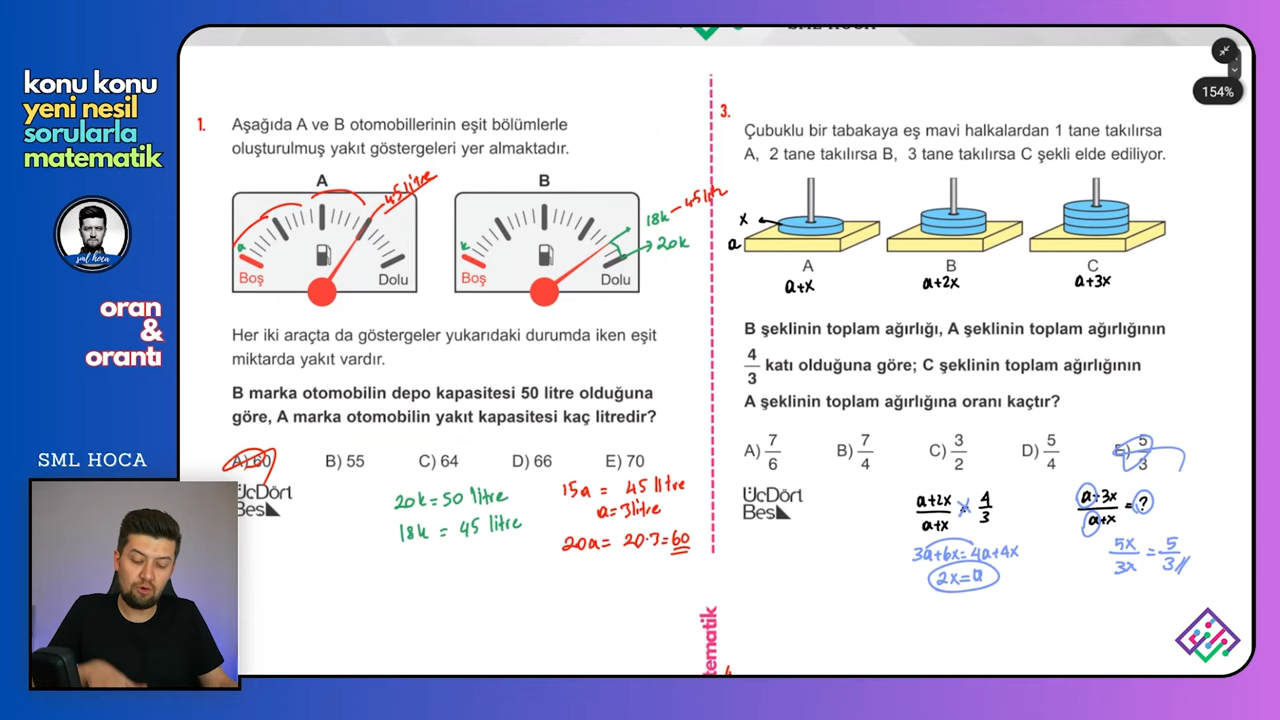 SML HOCA
konu konu
yeni nesil
sorularla
matematik
sml hoca
oran
&
orantı
SML HOCA
154%
1.
Aşağıda A ve B otomobillerinin eşit bölümlerle
oluşturulmuş yakıt göstergeleri yer almaktadır.
A
B
45 litre
a
Boş
Dolu
k
Boş
Dolu
18k – 45 litre
20k
Her iki araçta da göstergeler yukarıdaki durumda iken eşit
miktarda yakıt vardır.
B marka otomobilin depo kapasitesi 50 litre olduğuna
göre, A marka otomobilin yakıt kapasitesi kaç litredir?
A) 60
B) 55
C) 64
D) 66
E) 70
ÜçDört
Beş
20k = 50 litre
18k = 45 litre
15a = 45 litre
a = 3 litre
20a = 20.3 = 60
3.
Çubuklu bir tabakaya eş mavi halkalardan 1 tane takılırsa
A, 2 tane takılırsa B, 3 tane takılırsa C şekli elde ediliyor.
x
a
A
B
C
a+x
a+2x
a+3x
B şeklinin toplam ağırlığı, A şeklinin toplam ağırlığının
4/3 katı olduğuna göre; C şeklinin toplam ağırlığının
A şeklinin toplam ağırlığına oranı kaçtır?
A) 7/6
B) 7/4
C) 3/2
D) 5/4
E) 5/3
ÜçDört
Beş
a+2x/a+x = 4/3
3a+6x=4a+4x
2x=a
a+3x/a+x = ?
5x/3x = 5/3
tematik